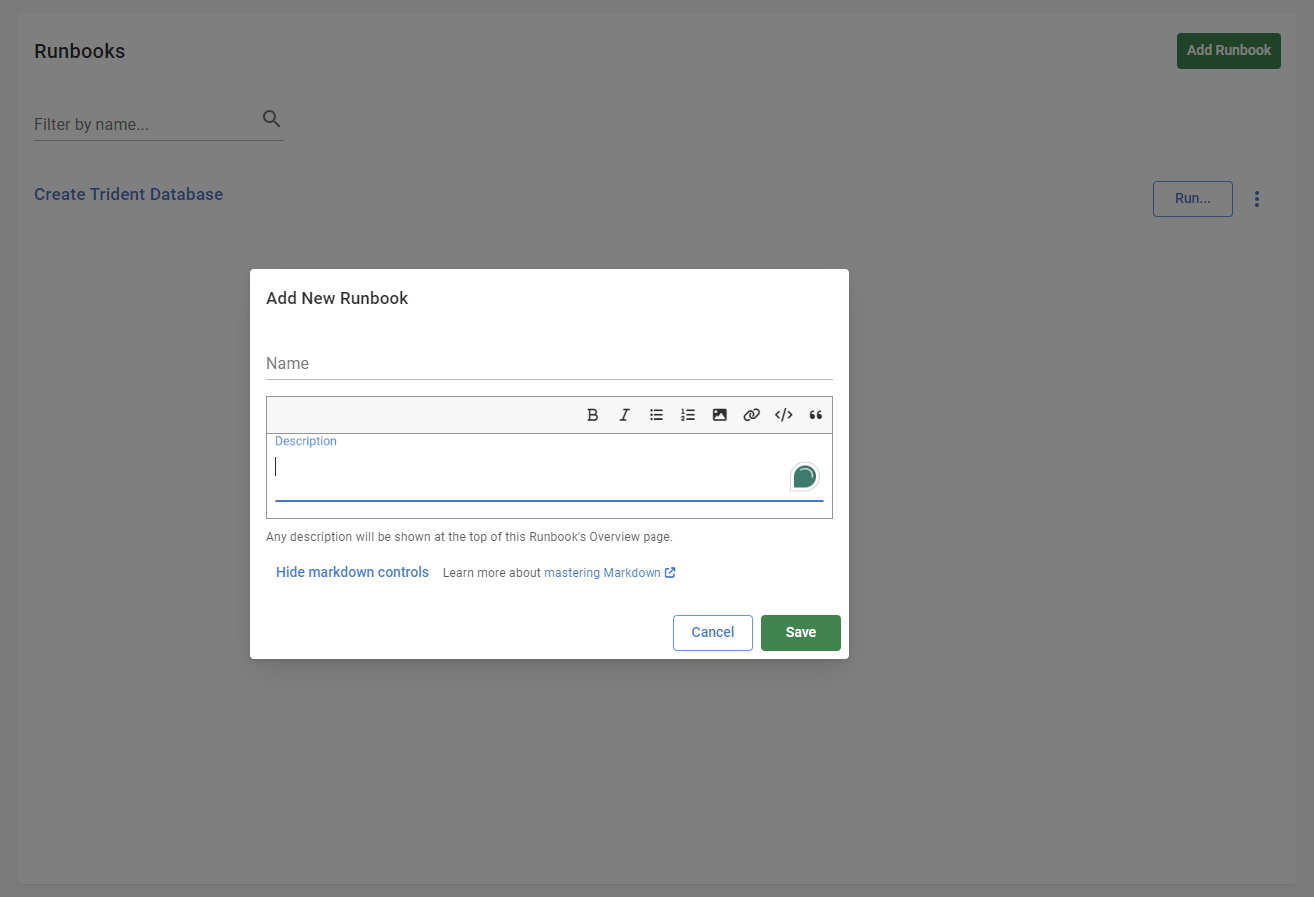 Runbooks
Add Runbook
Filter by name...
Create Trident Database
Run...
Add New Runbook
Name
Description
Any description will be shown at the top of this Runbook's Overview page.
Hide markdown controls Learn more about mastering Markdown
Cancel
Save